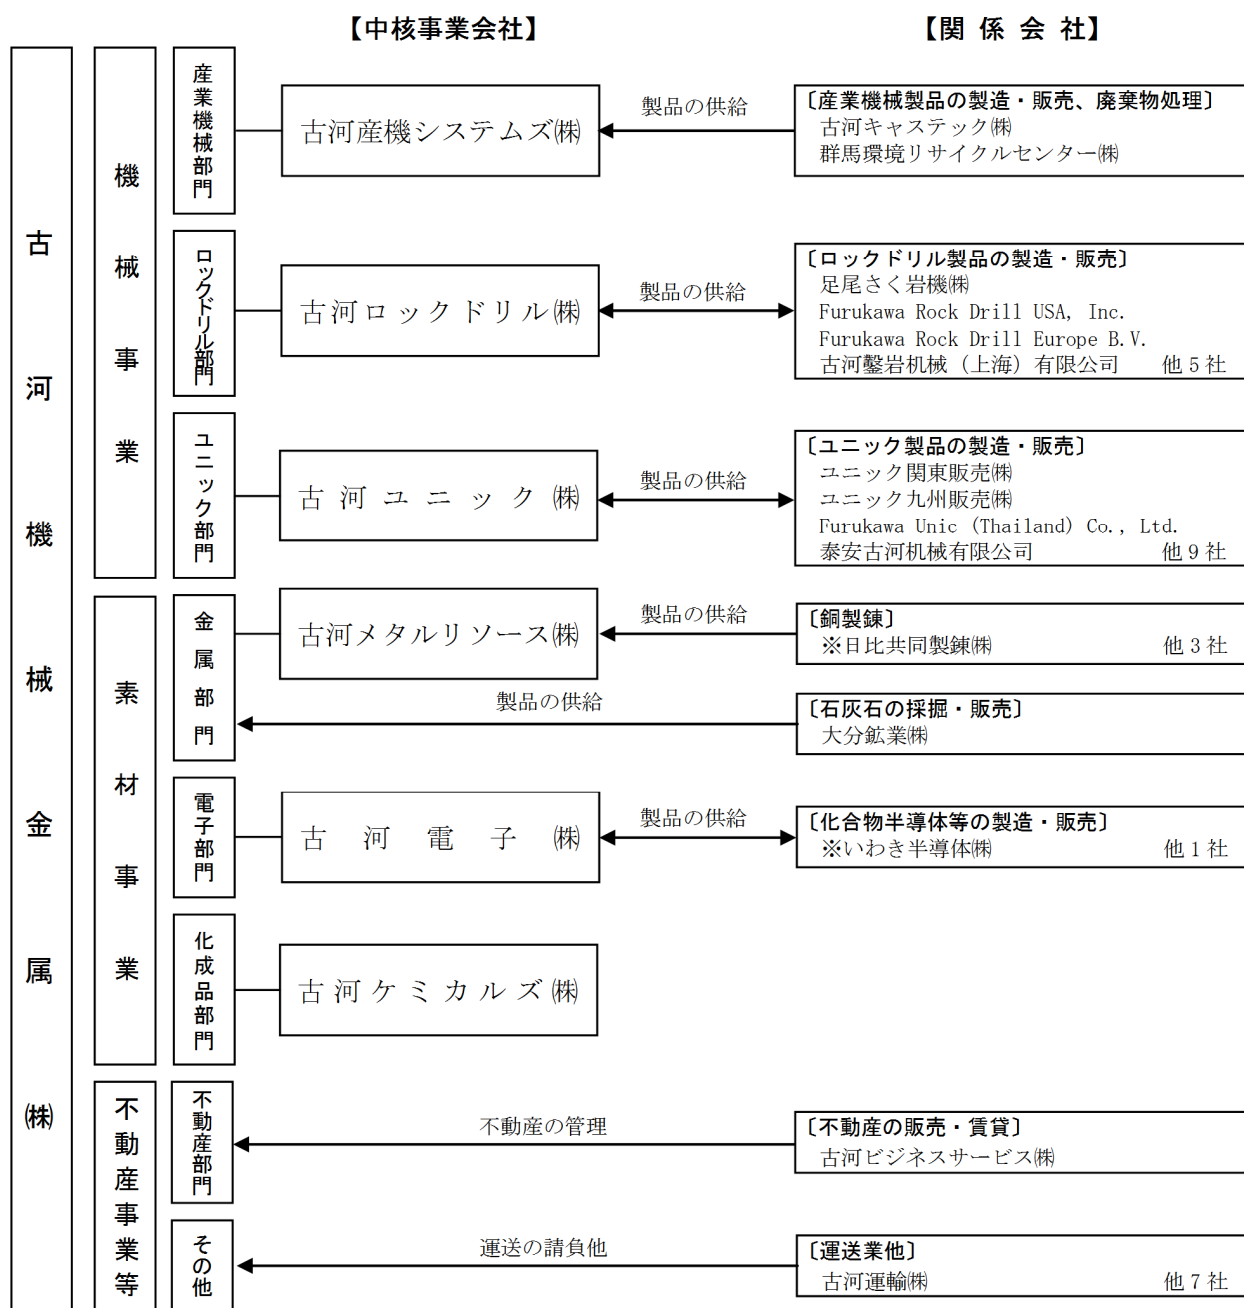 【中核事業会社】
【関係会社】
古河機械金属㈱
機械事業
産業機械部門
古河産機システムズ㈱
製品の供給
〔産業機械製品の製造・販売、廃棄物処理〕
古河キャステック㈱
群馬環境リサイクルセンター㈱
ロックドリル部門
古河ロックドリル㈱
製品の供給
〔ロックドリル製品の製造・販売〕
足尾さく岩機㈱
Furukawa Rock Drill USA, Inc.
Furukawa Rock Drill Europe B.V.
古河鑿岩机械（上海）有限公司 他5社
ユニック部門
古河ユニック㈱
製品の供給
〔ユニック製品の製造・販売〕
ユニック関東販売㈱
ユニック九州販売㈱
Furukawa Unic (Thailand) Co., Ltd.
泰安古河机械有限公司 他9社
素材事業
金属部門
古河メタルリソース㈱
製品の供給
〔銅製錬〕
※日比共同製錬㈱ 他3社
製品の供給
〔石灰石の採掘・販売〕
大分鉱業㈱
電子部門
古河電子㈱
製品の供給
〔化合物半導体等の製造・販売〕
※いわき半導体㈱ 他1社
化成品部門
古河ケミカルズ㈱
不動産事業等
不動産部門
不動産の管理
〔不動産の販売・賃貸〕
古河ビジネスサービス㈱
その他
運送の請負他
〔運送業他〕
古河運輸㈱ 他7社